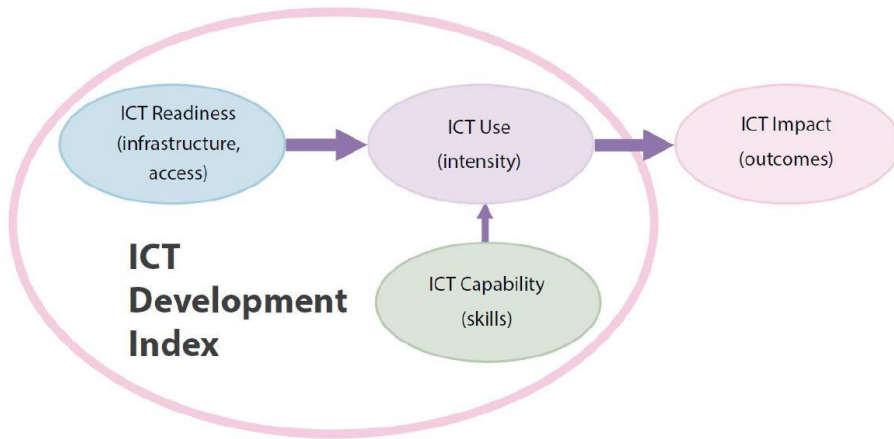 ICT Readiness
(infrastructure,
access)
ICT Use
(intensity)
ICT Impact
(outcomes)
ICT
Development
Index
ICT Capability
(skills)